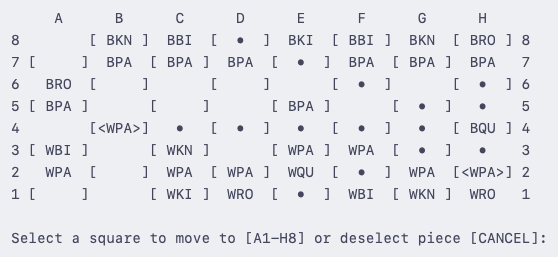 A B C D E F G H
8 [ BKN ] BBI [ • ] BKI [ BBI ] BKN [ BRO ] 8
7 [ ] BPA [ BPA ] BPA [ • ] BPA [ BPA ] BPA 7
6 BRO [ ] [ ] [ • ] [ • ] 6
5 [ BPA ] [ ] [ BPA ] [ • ] • 5
4 [<WPA>] • [ • ] • [ • ] • [ BQU ] 4
3 [ WBI ] [ WKN ] [ WPA ] WPA [ • ] • 3
2 WPA [ ] WPA [ WPA ] WQU [ • ] WPA [<WPA>] 2
1 [ ] [ WKI ] WRO [ • ] WBI [ WKN ] WRO 1
Select a square to move to [A1-H8] or deselect piece [CANCEL]: